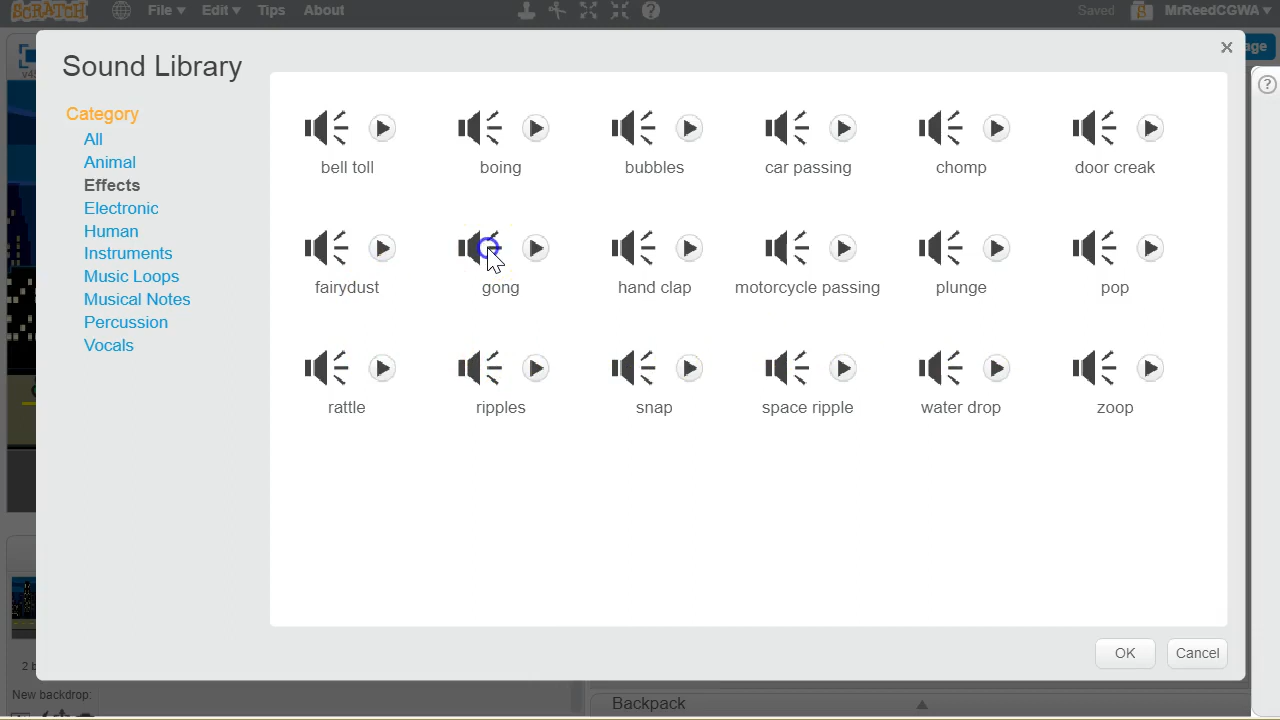 SCRATCH File Edit Tips About Saved MrReedCGWA
Sound Library
Category
All
Animal
Effects
Electronic
Human
Instruments
Music Loops
Musical Notes
Percussion
Vocals
bell toll boing bubbles car passing chomp door creak
fairydust gong hand clap motorcycle passing plunge pop
rattle ripples snap space ripple water drop zoop
OK Cancel
New backdrop:
Backpack